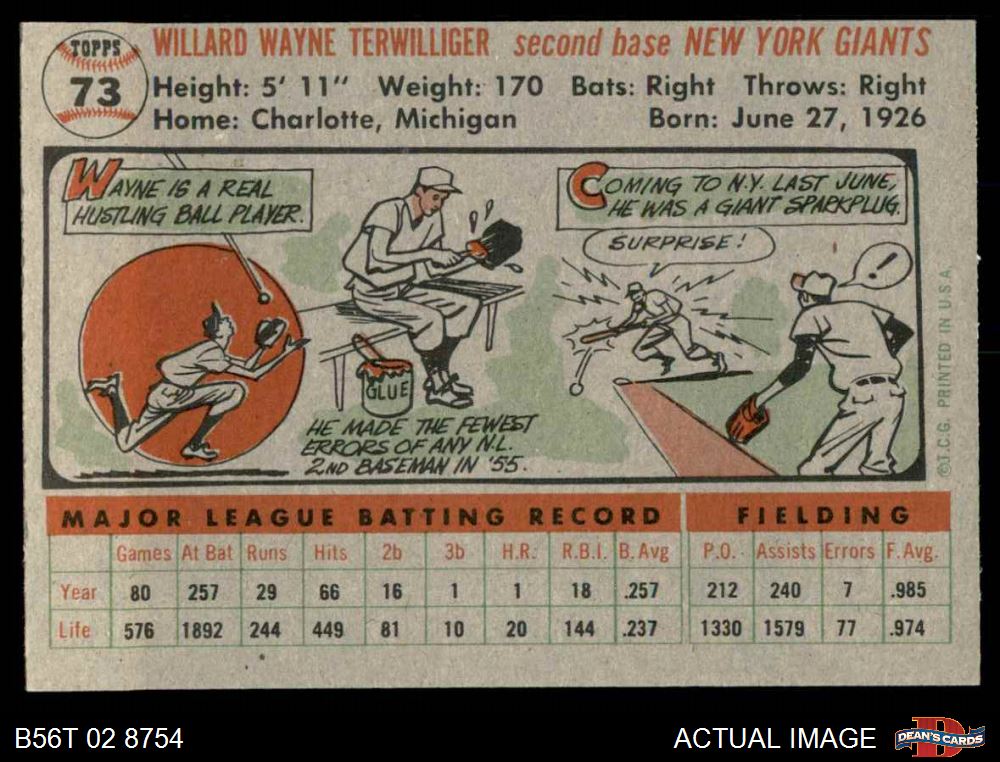 TOPPS
73
WILLARD WAYNE TERWILLIGER second base NEW YORK GIANTS
Height: 5' 11" Weight: 170 Bats: Right Throws: Right
Home: Charlotte, Michigan Born: June 27, 1926
WAYNE IS A REAL
HUSTLING BALL PLAYER.
GLUE
HE MADE THE FEWEST
ERRORS OF ANY N.L.
2ND BASEMAN IN '55.
COMING TO N.Y. LAST JUNE,
HE WAS A GIANT SPARKPLUG.
SURPRISE!
!
©T.C.G. PRINTED IN U.S.A.
MAJOR LEAGUE BATTING RECORD FIELDING
Games At Bat Runs Hits 2b 3b H.R. R.B.I. B. Avg P.O. Assists Errors F. Avg.
Year 80 257 29 66 16 1 1 18 .257 212 240 7 .985
Life 576 1892 244 449 81 10 20 144 .237 1330 1579 77 .974
B56T 02 8754 ACTUAL IMAGE
D
DEAN'S CARDS